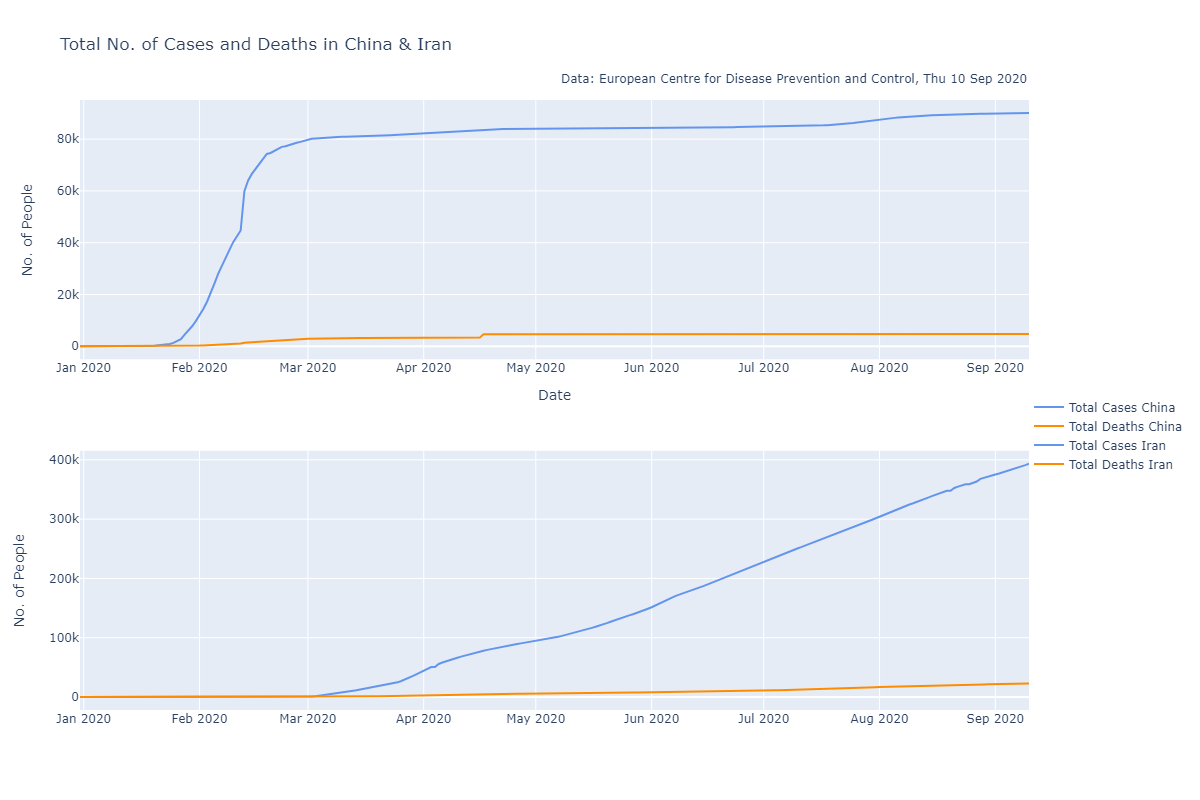 Total No. of Cases and Deaths in China & Iran
Data: European Centre for Disease Prevention and Control, Thu 10 Sep 2020
No. of People
80k
60k
40k
20k
0
Jan 2020 Feb 2020 Mar 2020 Apr 2020 May 2020 Jun 2020 Jul 2020 Aug 2020 Sep 2020
Date
Total Cases China
Total Deaths China
Total Cases Iran
Total Deaths Iran
No. of People
400k
300k
200k
100k
0
Jan 2020 Feb 2020 Mar 2020 Apr 2020 May 2020 Jun 2020 Jul 2020 Aug 2020 Sep 2020